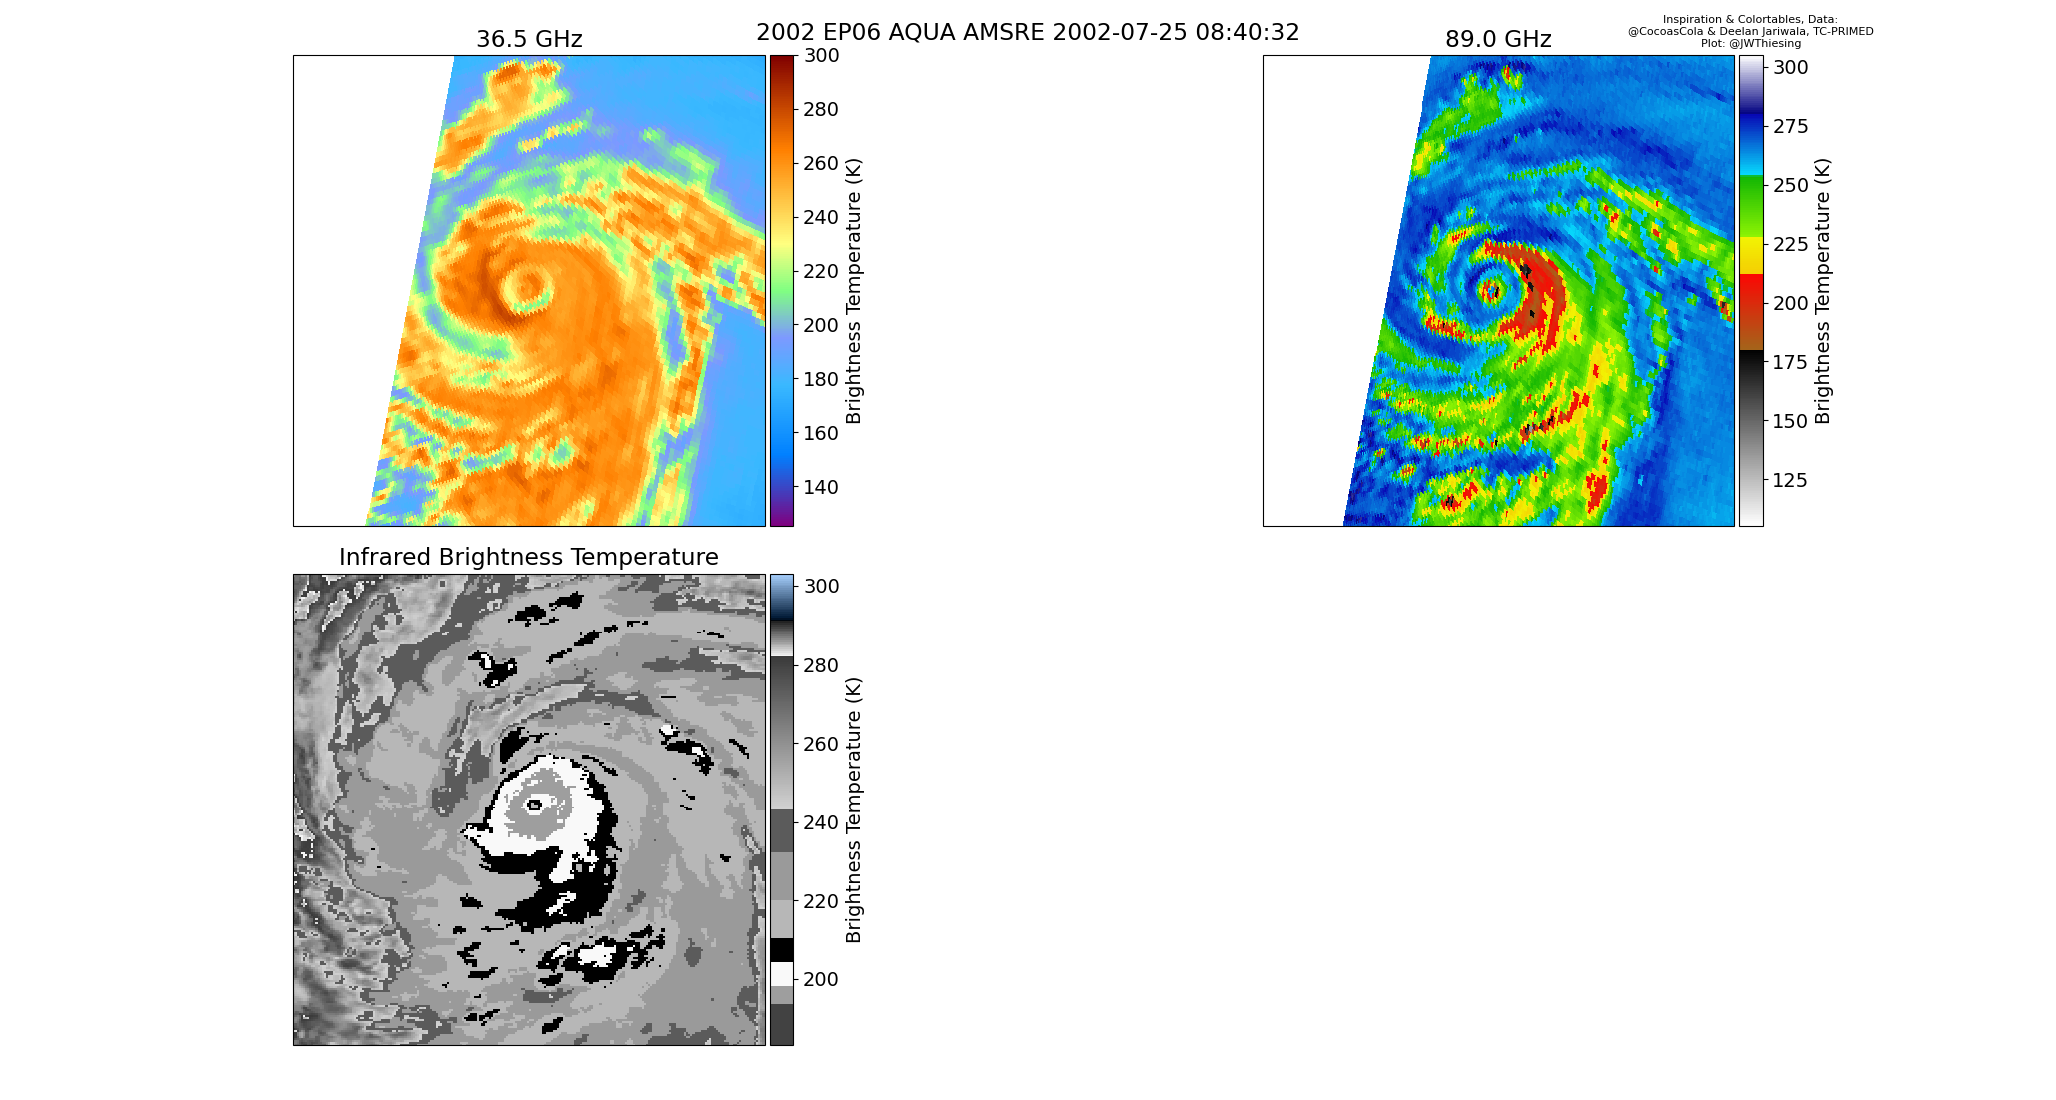 2002 EP06 AQUA AMSRE 2002-07-25 08:40:32
Inspiration & Colortables, Data:
@CocoasCola & Deelan Jariwala, TC-PRIMED
Plot: @JWThiesing
36.5 GHz
300
280
260
240
220
200
180
160
140
Brightness Temperature (K)
89.0 GHz
300
275
250
225
200
175
150
125
Brightness Temperature (K)
Infrared Brightness Temperature
300
280
260
240
220
200
Brightness Temperature (K)